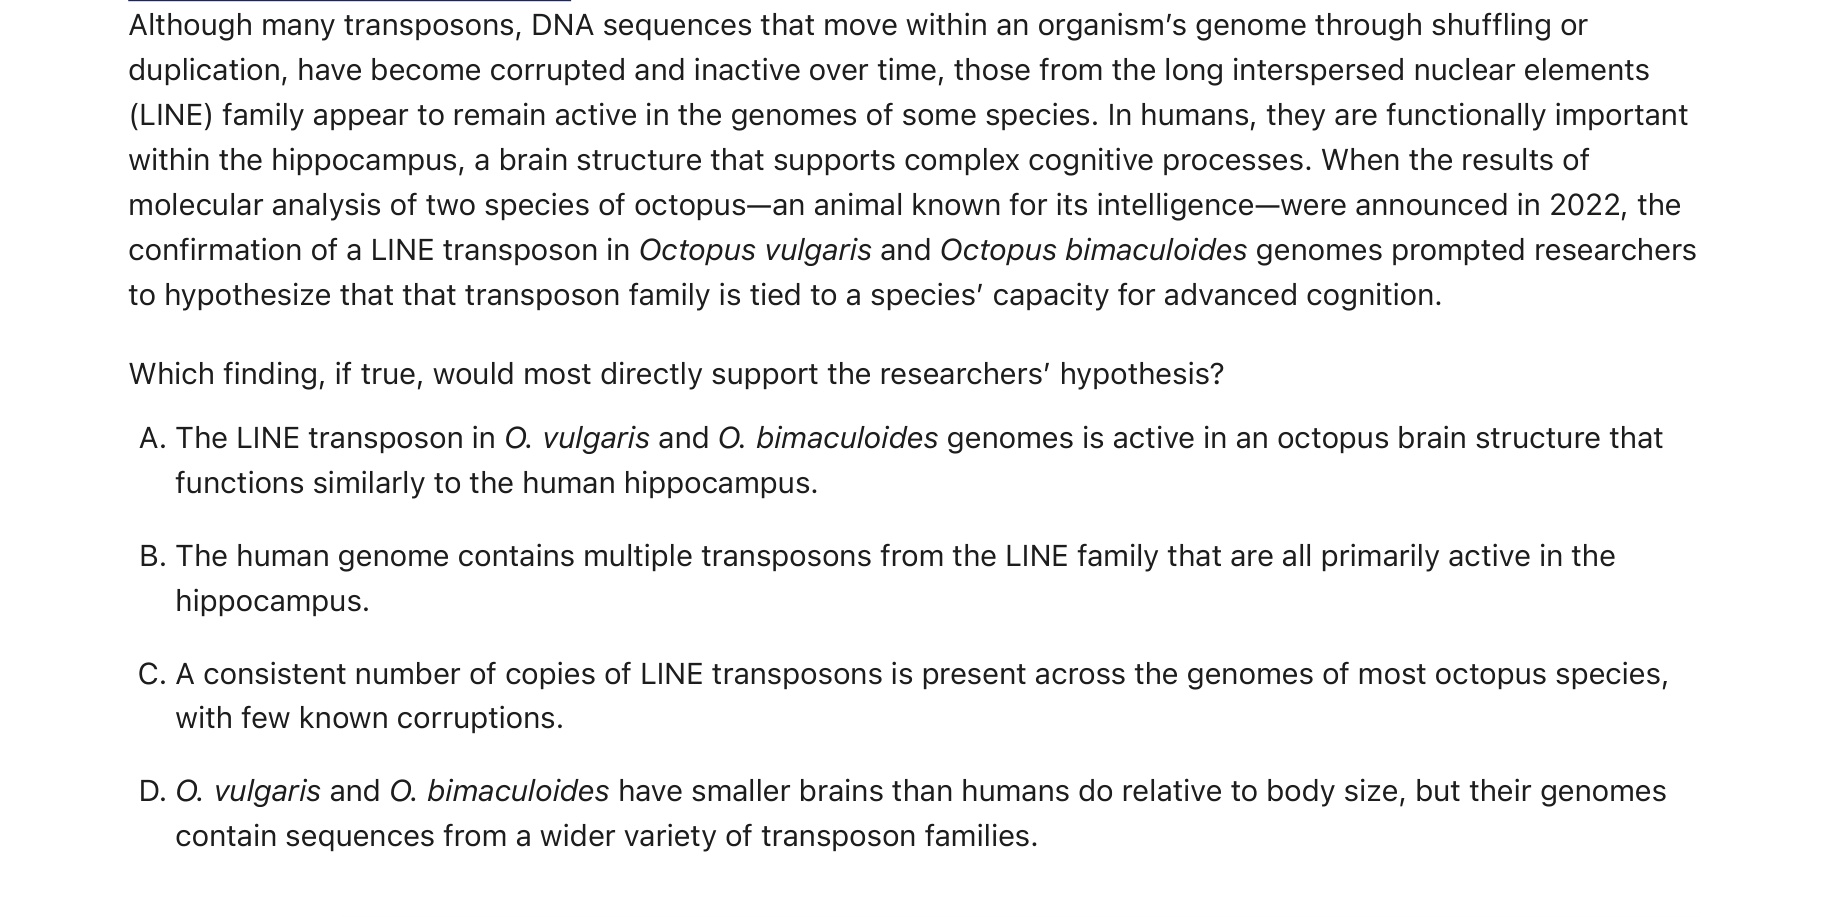 Although many transposons, DNA sequences that move within an organism’s genome through shuffling or
duplication, have become corrupted and inactive over time, those from the long interspersed nuclear elements
(LINE) family appear to remain active in the genomes of some species. In humans, they are functionally important
within the hippocampus, a brain structure that supports complex cognitive processes. When the results of
molecular analysis of two species of octopus—an animal known for its intelligence—were announced in 2022, the
confirmation of a LINE transposon in Octopus vulgaris and Octopus bimaculoides genomes prompted researchers
to hypothesize that that transposon family is tied to a species’ capacity for advanced cognition.
Which finding, if true, would most directly support the researchers’ hypothesis?
A. The LINE transposon in O. vulgaris and O. bimaculoides genomes is active in an octopus brain structure that
functions similarly to the human hippocampus.
B. The human genome contains multiple transposons from the LINE family that are all primarily active in the
hippocampus.
C. A consistent number of copies of LINE transposons is present across the genomes of most octopus species,
with few known corruptions.
D. O. vulgaris and O. bimaculoides have smaller brains than humans do relative to body size, but their genomes
contain sequences from a wider variety of transposon families.